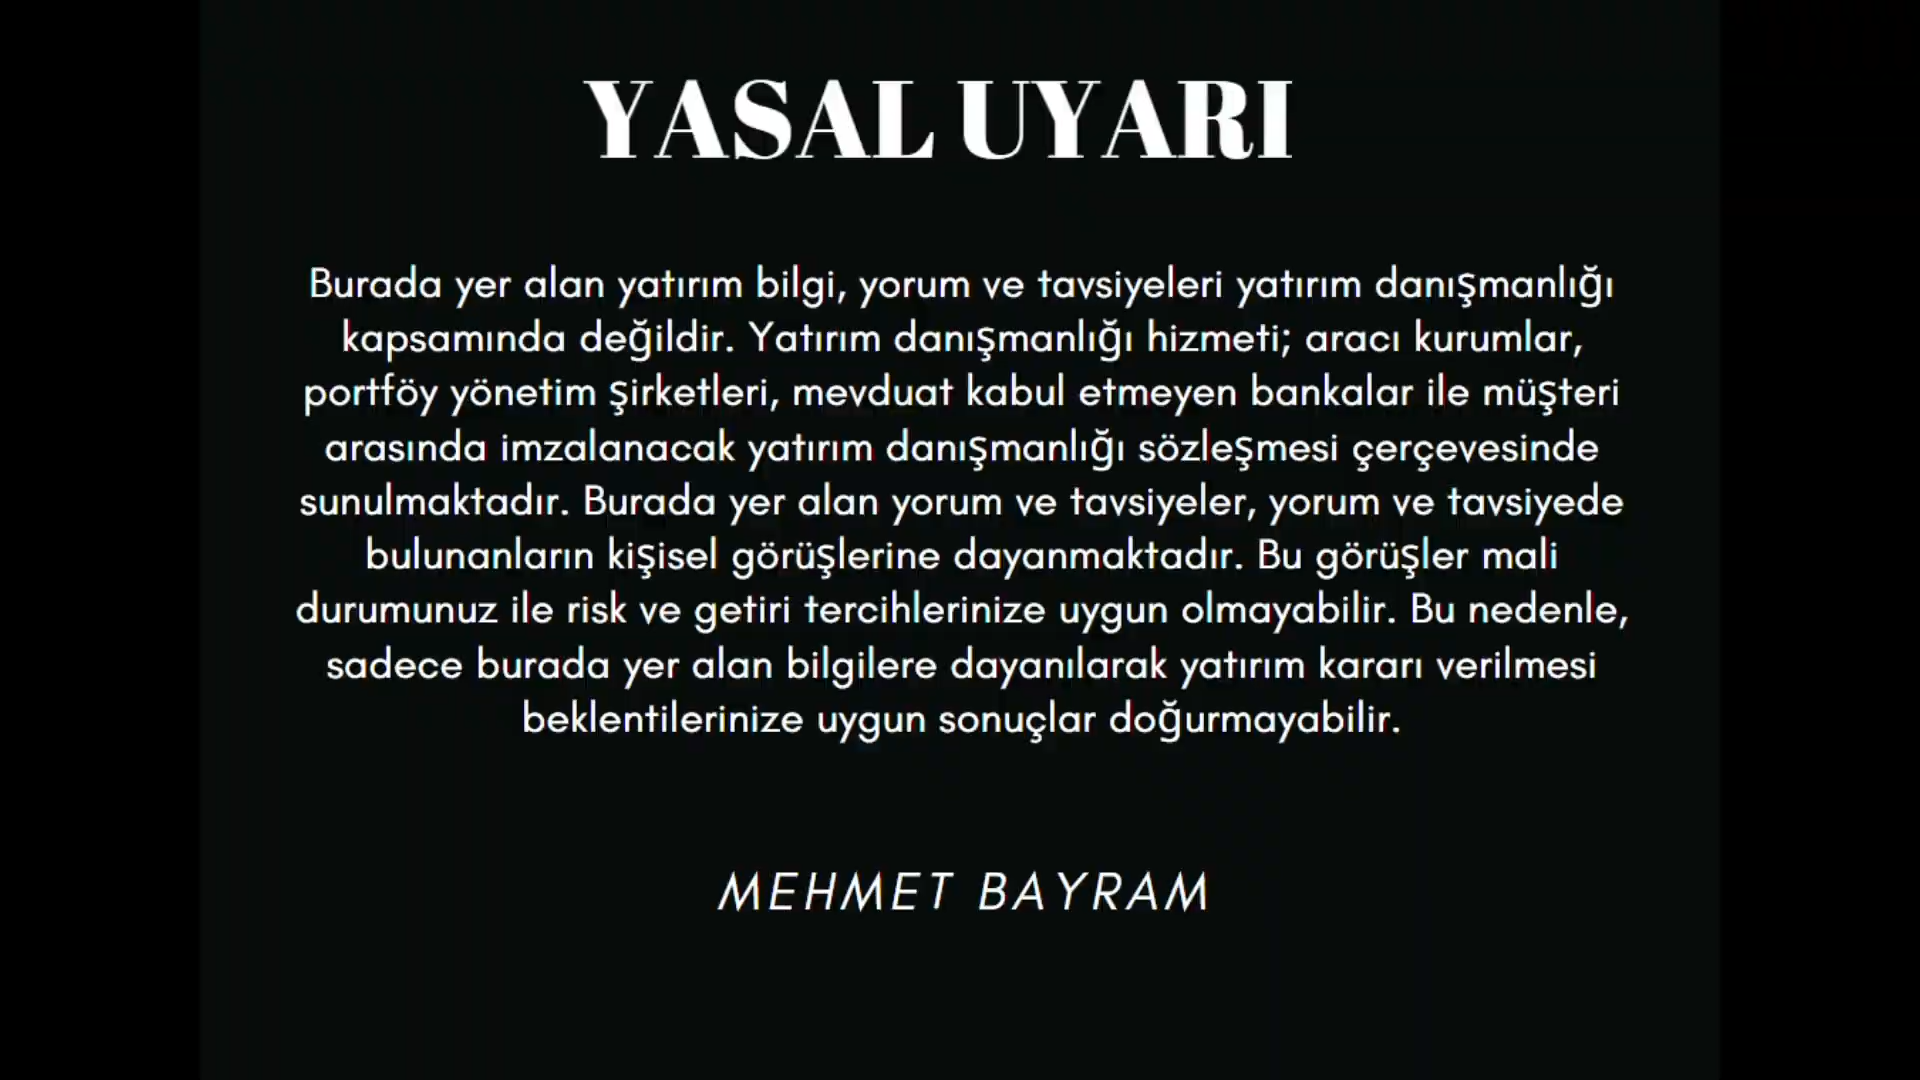 YASAL UYARI
Burada yer alan yatırım bilgi, yorum ve tavsiyeleri yatırım danışmanlığı
kapsamında değildir. Yatırım danışmanlığı hizmeti; aracı kurumlar,
portföy yönetim şirketleri, mevduat kabul etmeyen bankalar ile müşteri
arasında imzalanacak yatırım danışmanlığı sözleşmesi çerçevesinde
sunulmaktadır. Burada yer alan yorum ve tavsiyeler, yorum ve tavsiyede
bulunanların kişisel görüşlerine dayanmaktadır. Bu görüşler mali
durumunuz ile risk ve getiri tercihlerinize uygun olmayabilir. Bu nedenle,
sadece burada yer alan bilgilere dayanılarak yatırım kararı verilmesi
beklentilerinize uygun sonuçlar doğurmayabilir.
MEHMET BAYRAM